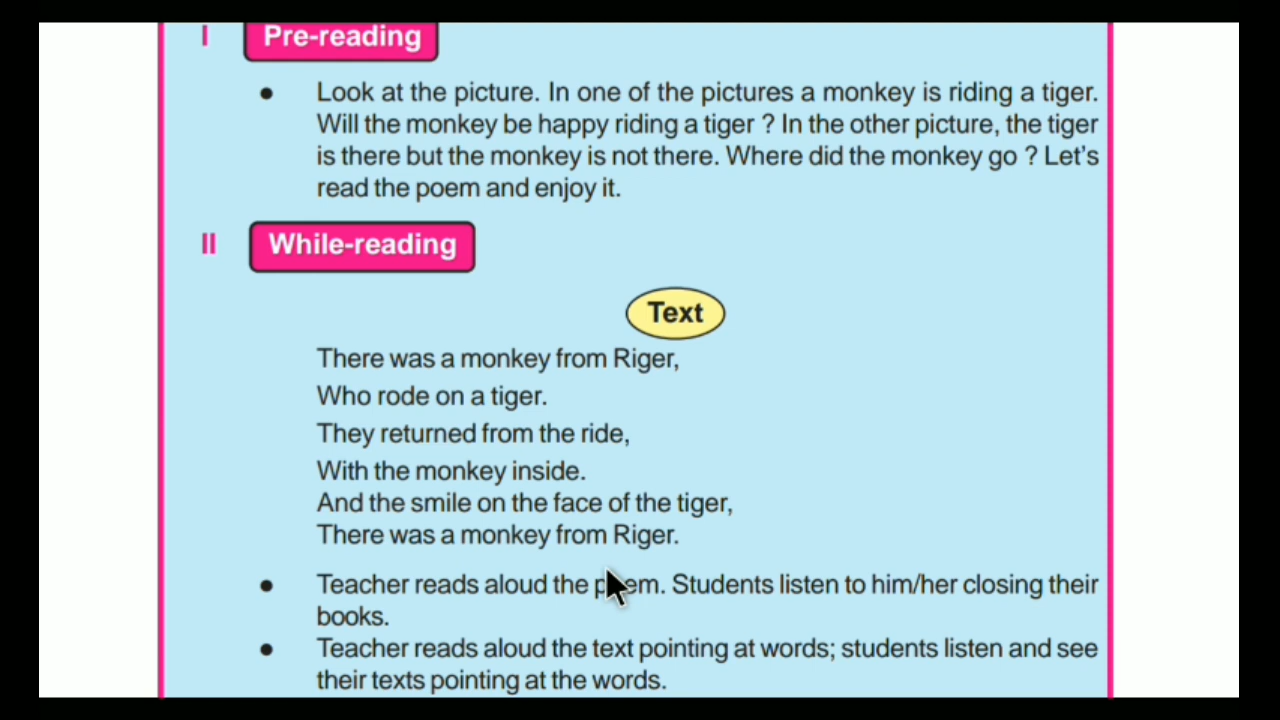 I Pre-reading
● Look at the picture. In one of the pictures a monkey is riding a tiger.
Will the monkey be happy riding a tiger ? In the other picture, the tiger
is there but the monkey is not there. Where did the monkey go ? Let's
read the poem and enjoy it.
II While-reading
Text
There was a monkey from Riger,
Who rode on a tiger.
They returned from the ride,
With the monkey inside.
And the smile on the face of the tiger,
There was a monkey from Riger.
● Teacher reads aloud the poem. Students listen to him/her closing their
books.
● Teacher reads aloud the text pointing at words; students listen and see
their texts pointing at the words.